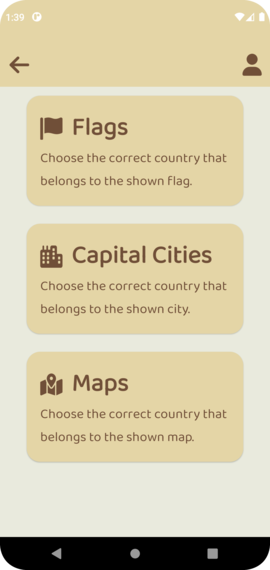 1:39
Flags
Choose the correct country that
belongs to the shown flag.
Capital Cities
Choose the correct country that
belongs to the shown city.
Maps
Choose the correct country that
belongs to the shown map.